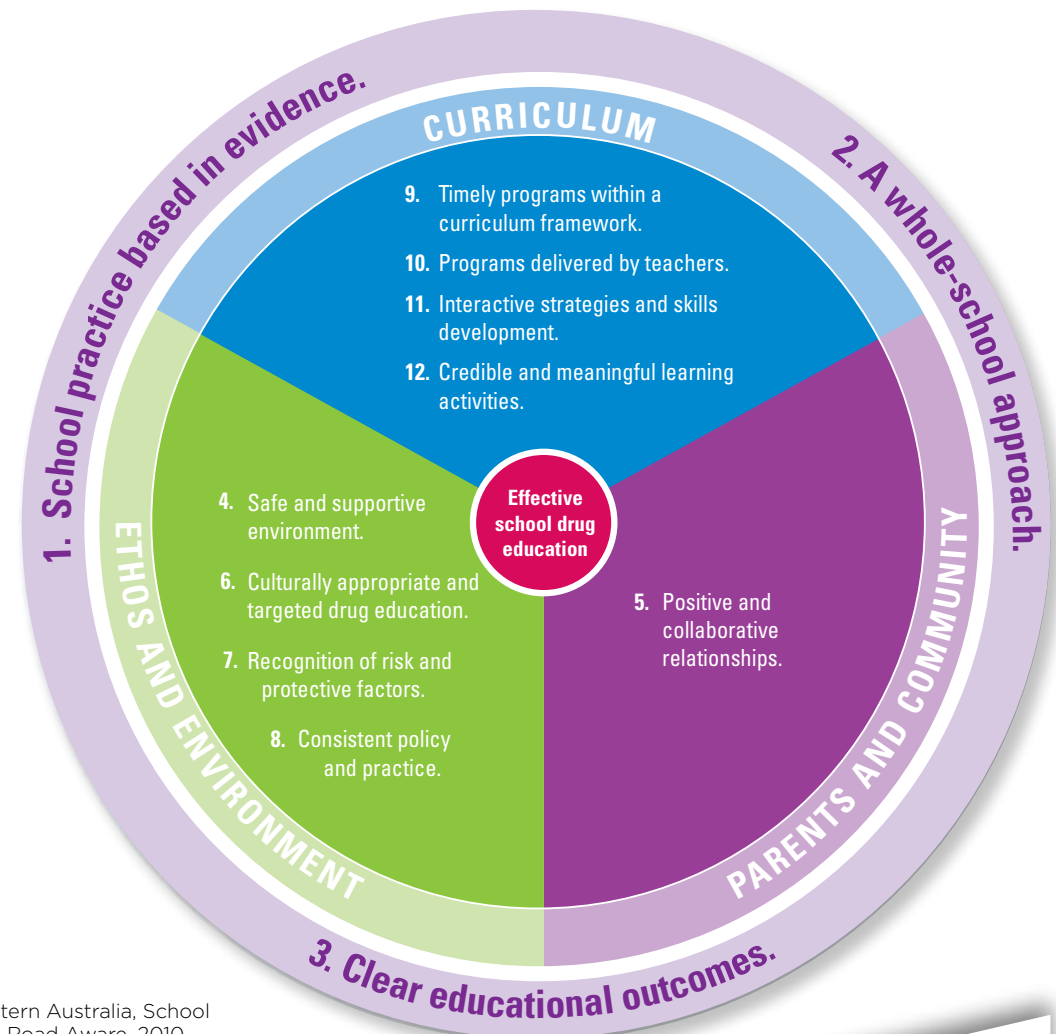 1. School practice based in evidence.
2. A whole-school approach.
CURRICULUM
9. Timely programs within a
curriculum framework.
10. Programs delivered by teachers.
11. Interactive strategies and skills
development.
12. Credible and meaningful learning
activities.
Effective
school drug
education
ETHOS AND ENVIRONMENT
4. Safe and supportive
environment.
6. Culturally appropriate and
targeted drug education.
7. Recognition of risk and
protective factors.
8. Consistent policy
and practice.
PARENTS AND COMMUNITY
5. Positive and
collaborative
relationships.
3. Clear educational outcomes.
tern Australia, School
Road Aware, 2010